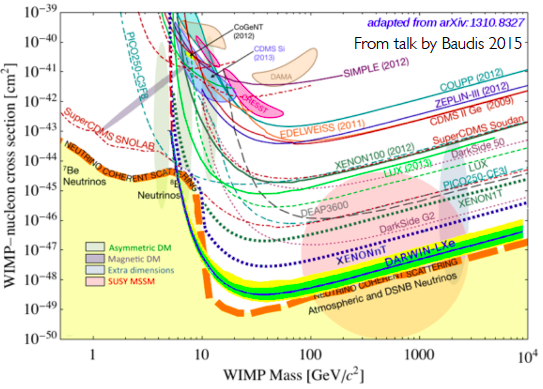 adapted from arXiv:1310.8327
From talk by Baudis 2015
10⁻³⁹
10⁻⁴⁰
10⁻⁴¹
10⁻⁴²
10⁻⁴³
10⁻⁴⁴
10⁻⁴⁵
10⁻⁴⁶
10⁻⁴⁷
10⁻⁴⁸
10⁻⁴⁹
10⁻⁵⁰
WIMP–nucleon cross section [cm²]
CoGeNT
(2012)
CDMS Si
(2013)
DAMA
CRESST
SIMPLE (2012)
COUPP (2012)
ZEPLIN-III (2012)
CDMS II Ge (2009)
EDELWEISS (2011)
SuperCDMS Soudan
XENON100 (2012)
DarkSide 50
LUX (2013)
LUX
PICO250-CF3I
XENON1T
DEAP3600
DarkSide G2
XENONnT
DARWIN-LXe
PICO250-C3F8
SuperCDMS SNOLAB
NEUTRINO COHERENT SCATTERING
⁷Be
Neutrinos
⁸B
Neutrinos
NEUTRINO COHERENT SCATTERING
Atmospheric and DSNB Neutrinos
Asymmetric DM
Magnetic DM
Extra dimensions
SUSY MSSM
1
10
100
1000
10⁴
WIMP Mass [GeV/c²]